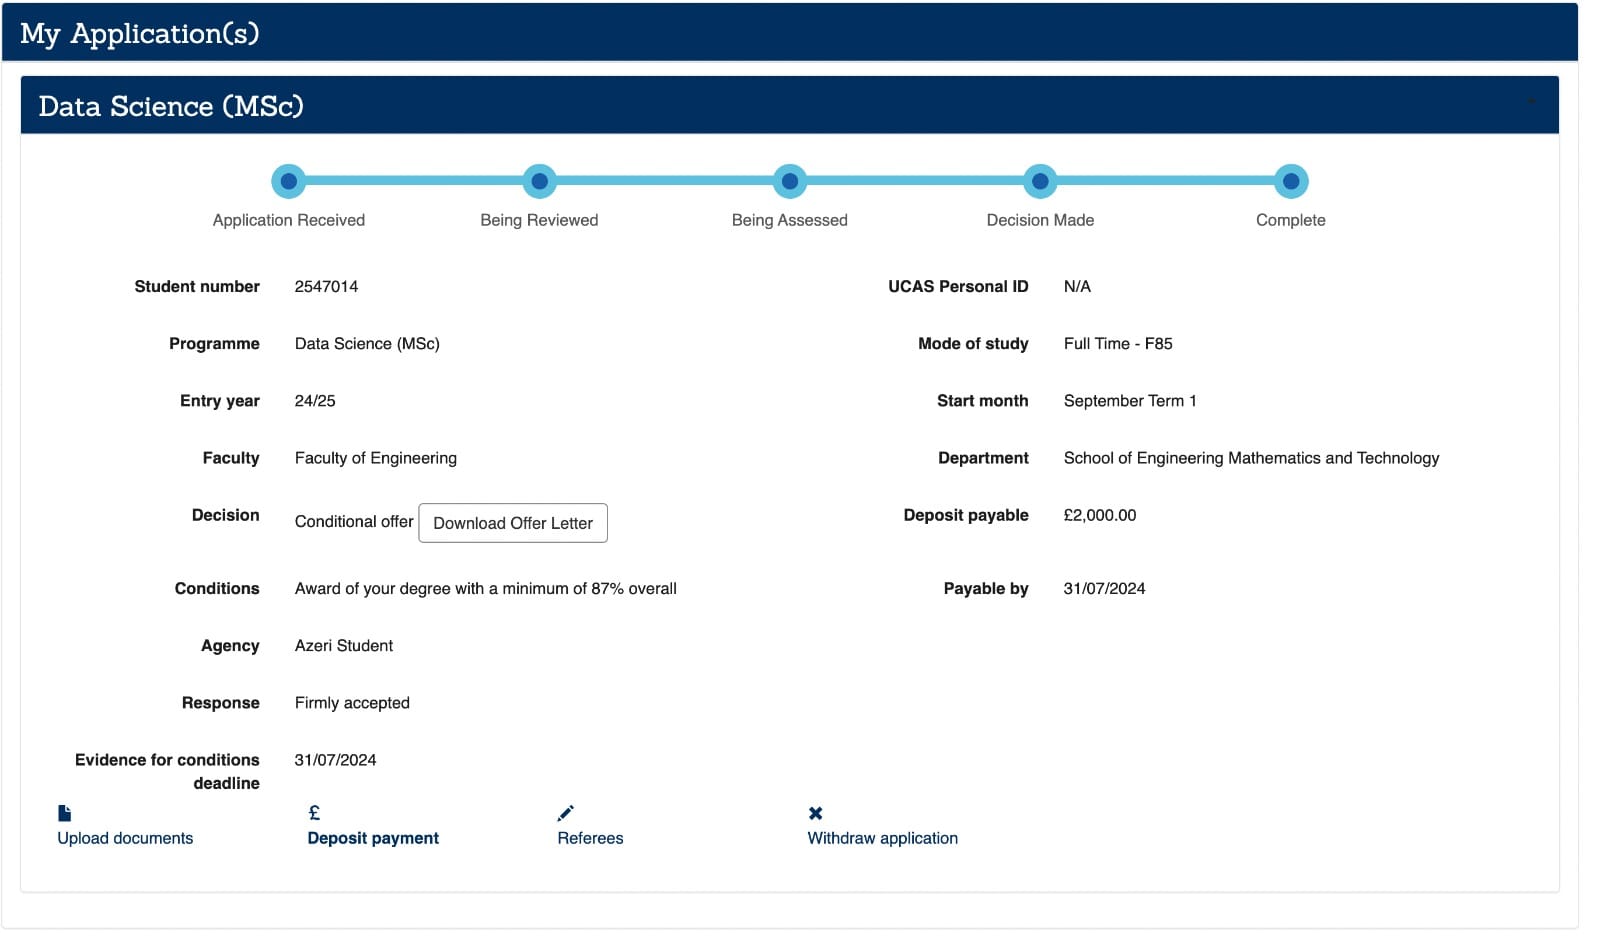 My Application(s)
Data Science (MSc)
Application Received Being Reviewed Being Assessed Decision Made Complete
Student number 2547014 UCAS Personal ID N/A
Programme Data Science (MSc) Mode of study Full Time - F85
Entry year 24/25 Start month September Term 1
Faculty Faculty of Engineering Department School of Engineering Mathematics and Technology
Decision Conditional offer Download Offer Letter Deposit payable £2,000.00
Conditions Award of your degree with a minimum of 87% overall Payable by 31/07/2024
Agency Azeri Student
Response Firmly accepted
Evidence for conditions 31/07/2024
deadline
£
Upload documents Deposit payment Referees Withdraw application